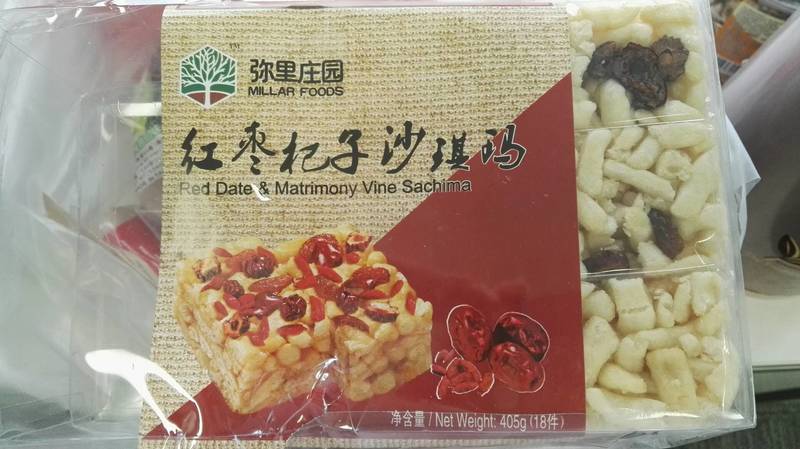 TM
弥里庄园
MILLAR FOODS
红枣杞子沙琪玛
Red Date & Matrimony Vine Sachima
净含量 / Net Weight: 405g (18件)